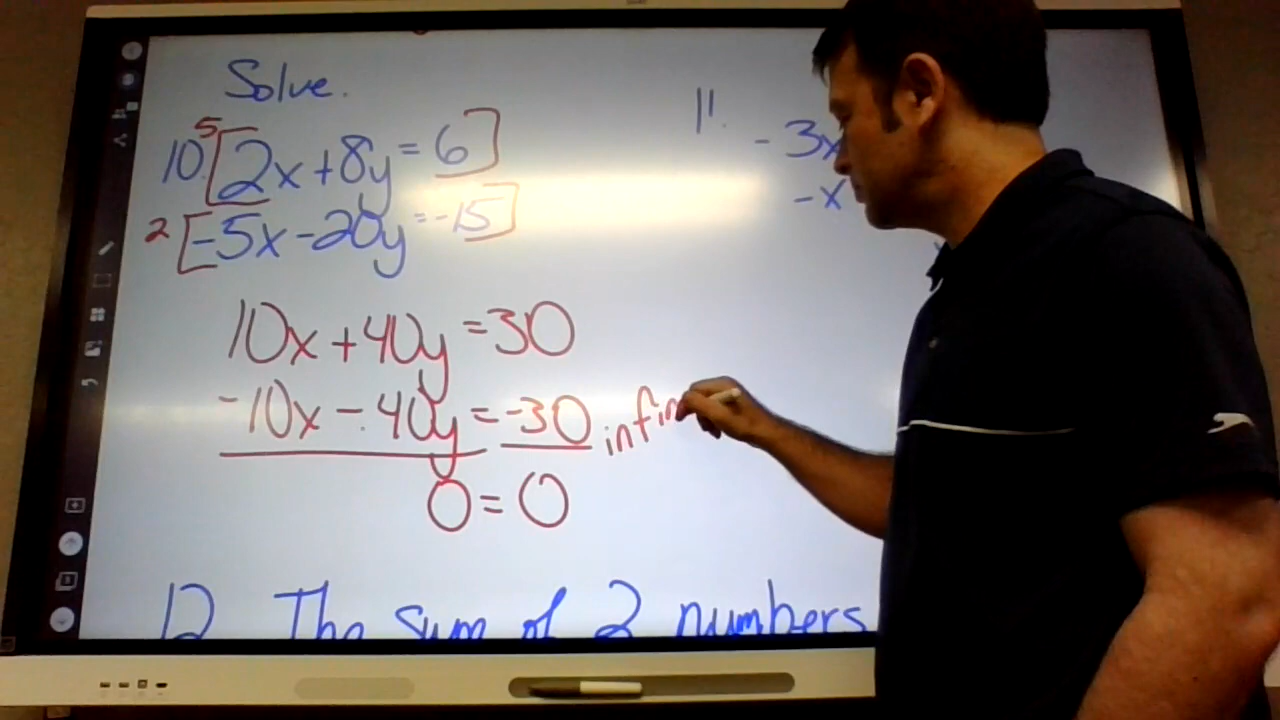 Solve.
10. 5[2x+8y=6]
2[-5x-20y=-15]
10x+40y=30
-10x-40y=-30
infin
0=0
11.
-3x
-x
12 The sum of 2 numbers